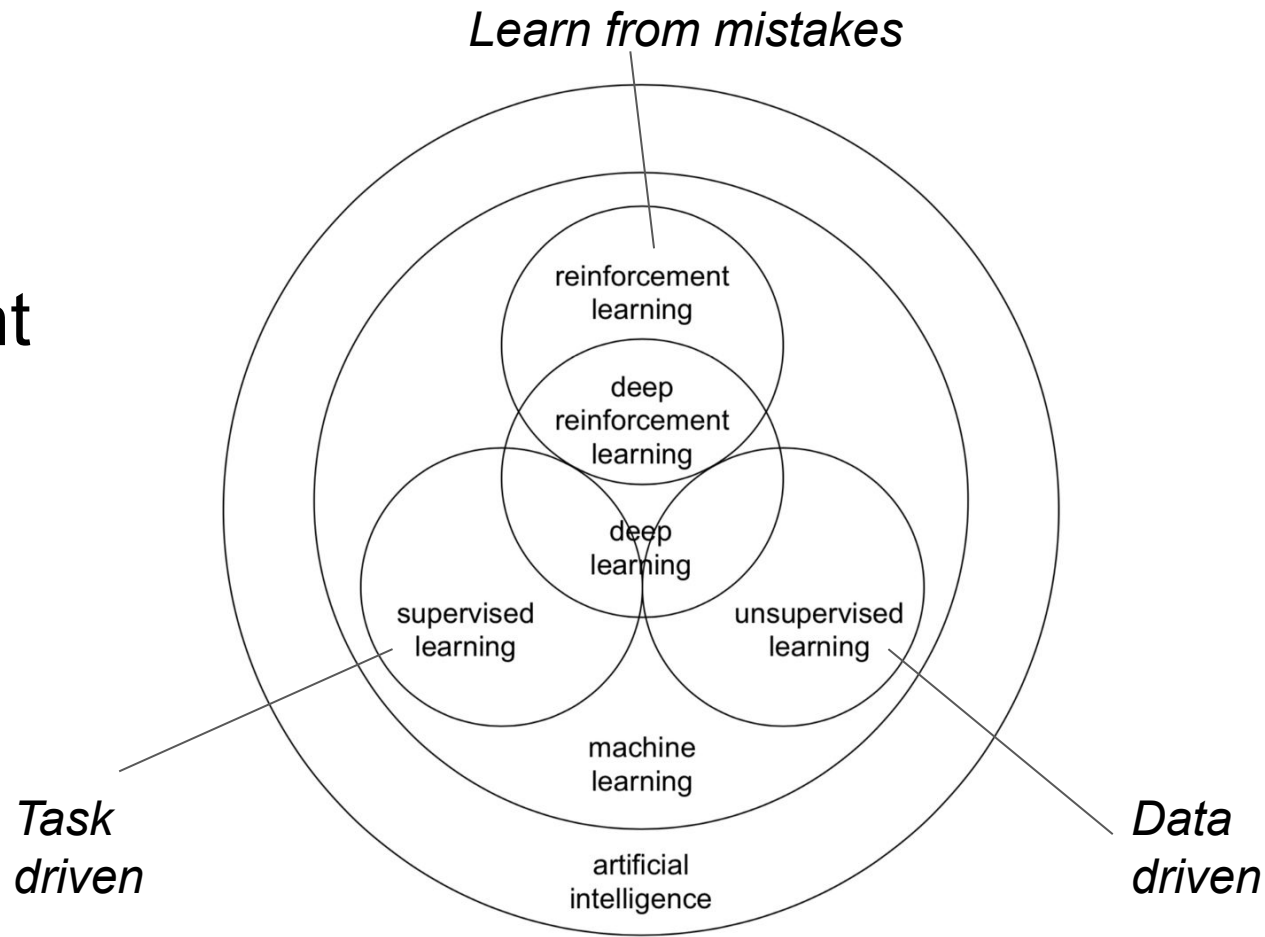 Learn from mistakes
reinforcement
learning
nt
deep
reinforcement
learning
deep
learning
supervised
learning
unsupervised
learning
machine
learning
Task
driven
Data
driven
artificial
intelligence